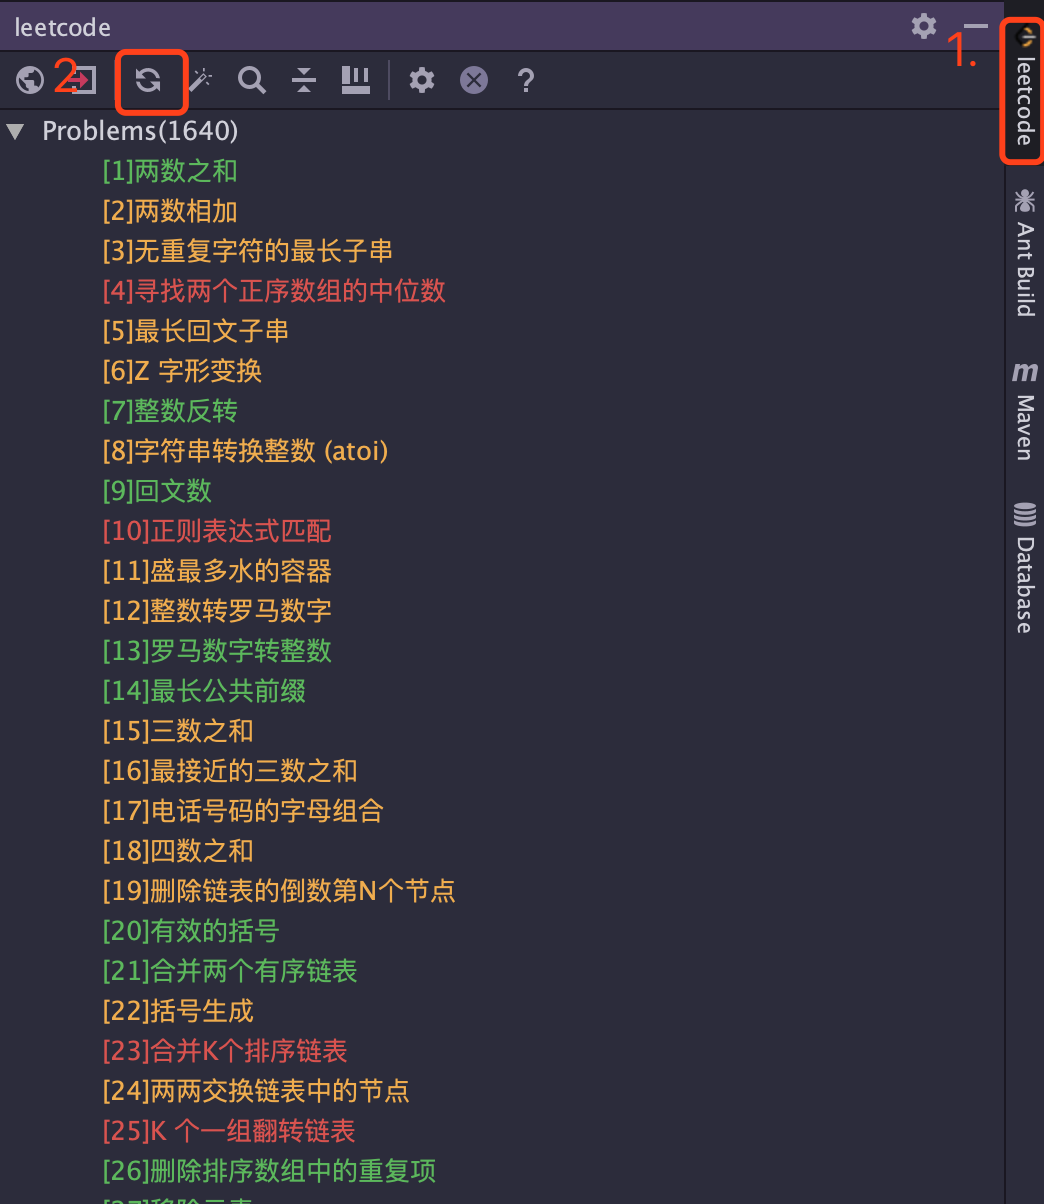 leetcode
1.
2
Problems(1640)
[1]两数之和
[2]两数相加
[3]无重复字符的最长子串
[4]寻找两个正序数组的中位数
[5]最长回文子串
[6]Z 字形变换
[7]整数反转
[8]字符串转换整数 (atoi)
[9]回文数
[10]正则表达式匹配
[11]盛最多水的容器
[12]整数转罗马数字
[13]罗马数字转整数
[14]最长公共前缀
[15]三数之和
[16]最接近的三数之和
[17]电话号码的字母组合
[18]四数之和
[19]删除链表的倒数第N个节点
[20]有效的括号
[21]合并两个有序链表
[22]括号生成
[23]合并K个排序链表
[24]两两交换链表中的节点
[25]K 个一组翻转链表
[26]删除排序数组中的重复项
[27]移除元素
leetcode
Ant Build
Maven
Database